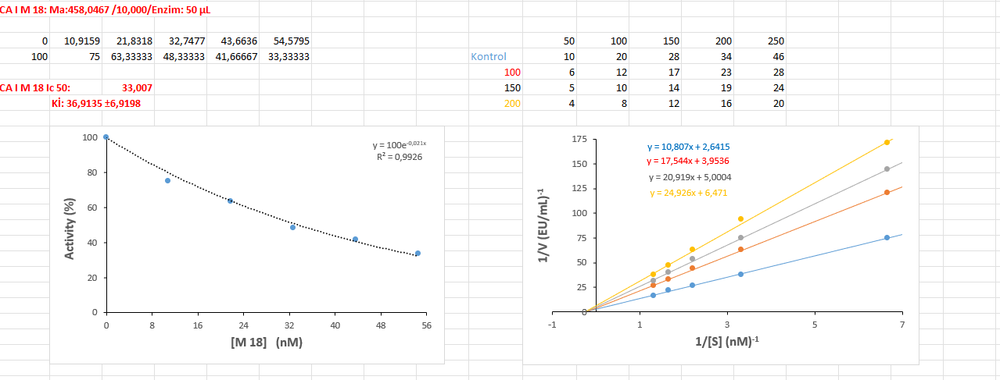 CA I M 18: Ma:458,0467 /10,000/Enzim: 50 µL
0 10,9159 21,8318 32,7477 43,6636 54,5795
100 75 63,33333 48,33333 41,66667 33,33333
CA I M 18 Ic 50: 33,007
Kİ: 36,9135 ±6,9198
50 100 150 200 250
Kontrol 10 20 28 34 46
100 6 12 17 23 28
150 5 10 14 19 24
200 4 8 12 16 20
y = 100e^-0,021x
R² = 0,9926
Activity (%)
100
80
60
40
20
0
0 8 16 24 32 40 48 56
[M 18] (nM)
y = 10,807x + 2,6415
y = 17,544x + 3,9536
y = 20,919x + 5,0004
y = 24,926x + 6,471
1/V (EU/mL)⁻¹
175
150
125
100
75
50
25
0
-1 1 3 5 7
1/[S] (nM)⁻¹